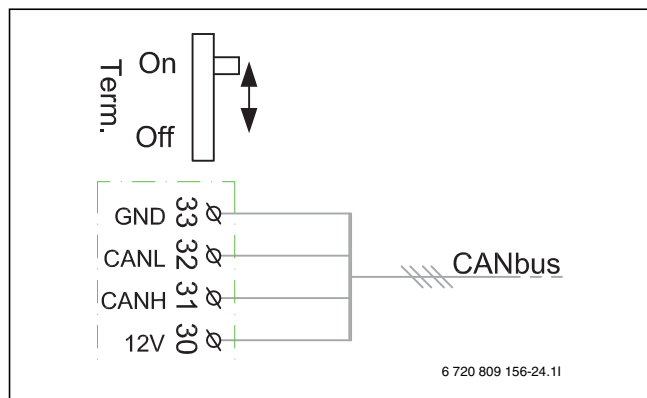 On
Term.
Off
GND 33
CANL 32
CANH 31
12V 30
CANbus
6 720 809 156-24.1I